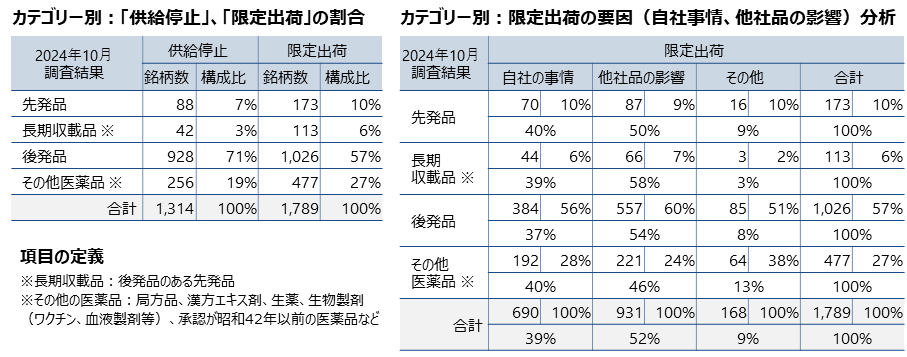 カテゴリー別：「供給停止」、「限定出荷」の割合
2024年10月 調査結果 供給停止 限定出荷
銘柄数 構成比 銘柄数 構成比
先発品 88 7% 173 10%
長期収載品 ※ 42 3% 113 6%
後発品 928 71% 1,026 57%
その他医薬品 ※ 256 19% 477 27%
合計 1,314 100% 1,789 100%
項目の定義
※長期収載品：後発品のある先発品
※その他の医薬品：局方品、漢方エキス剤、生薬、生物製剤
（ワクチン、血液製剤等）、承認が昭和42年以前の医薬品など
カテゴリー別：限定出荷の要因（自社事情、他社品の影響）分析
2024年10月 調査結果 限定出荷
自社の事情 他社品の影響 その他 合計
先発品 70 10% 87 9% 16 10% 173 10%
40% 50% 9% 100%
長期 収載品 ※ 44 6% 66 7% 3 2% 113 6%
39% 58% 3% 100%
後発品 384 56% 557 60% 85 51% 1,026 57%
37% 54% 8% 100%
その他 医薬品 ※ 192 28% 221 24% 64 38% 477 27%
40% 46% 13% 100%
合計 690 100% 931 100% 168 100% 1,789 100%
39% 52% 9% 100%